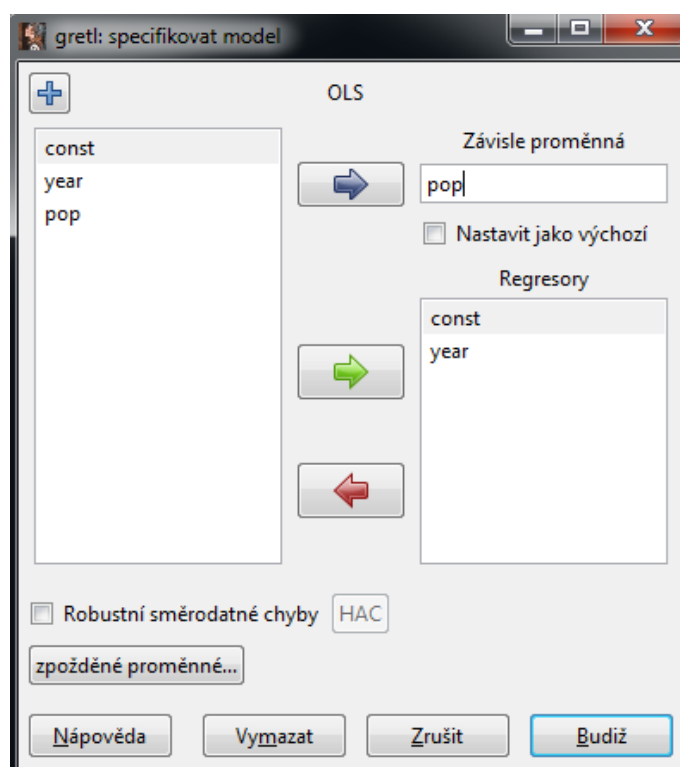 gretl: specifikovat model
OLS
const
year
pop
Závisle proměnná
pop
Nastavit jako výchozí
Regresory
const
year
Robustní směrodatné chyby HAC
zpožděné proměnné...
Nápověda Vymazat Zrušit Budiž